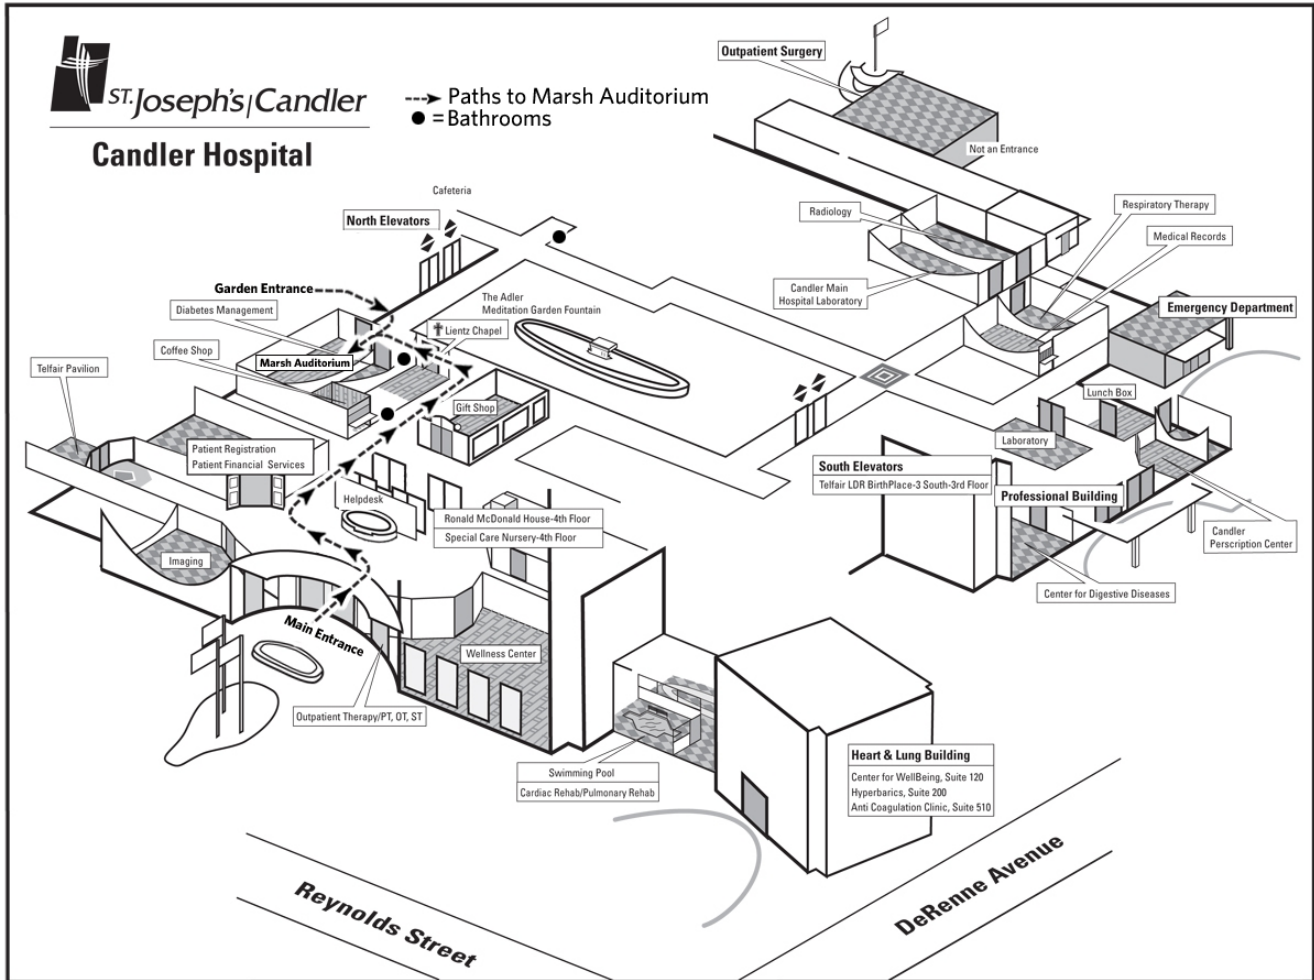 ST. Joseph's | Candler
Candler Hospital
Paths to Marsh Auditorium
= Bathrooms
Outpatient Surgery
Not an Entrance
Cafeteria
North Elevators
Radiology
Respiratory Therapy
Medical Records
Candler Main
Hospital Laboratory
Emergency Department
Garden Entrance
Diabetes Management
The Adler
Meditation Garden Fountain
Lientz Chapel
Coffee Shop
Marsh Auditorium
Telfair Pavilion
Gift Shop
Lunch Box
Laboratory
Patient Registration
Patient Financial Services
South Elevators
Telfair LDR BirthPlace-3 South-3rd Floor
Professional Building
Helpdesk
Ronald McDonald House-4th Floor
Special Care Nursery-4th Floor
Candler
Perscription Center
Imaging
Center for Digestive Diseases
Main Entrance
Wellness Center
Outpatient Therapy/PT, OT, ST
Swimming Pool
Cardiac Rehab/Pulmonary Rehab
Heart & Lung Building
Center for WellBeing, Suite 120
Hyperbarics, Suite 200
Anti Coagulation Clinic, Suite 510
Reynolds Street
DeRenne Avenue